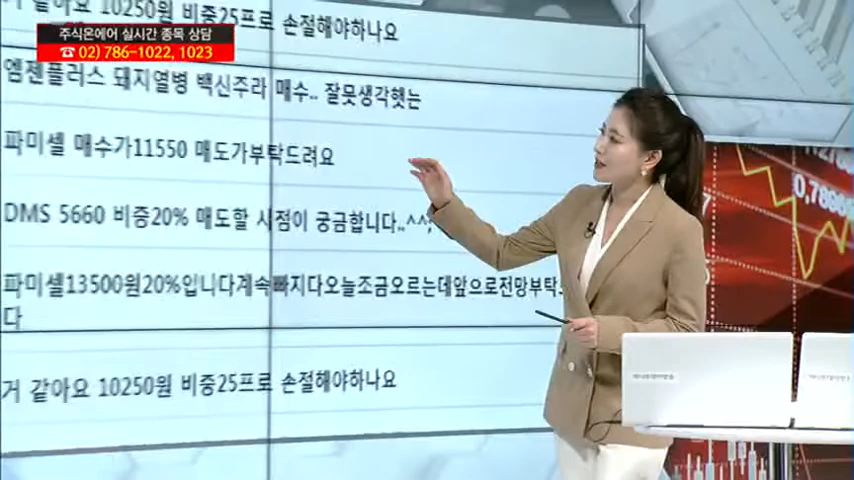 거 같아요 10250원 비중25프로 손절해야하나요
주식온에어 실시간 종목 상담
☎ 02) 786-1022, 1023
엠젠플러스 돼지열병 백신주라 매수.. 잘못생각햇는
파미셀 매수가11550 매도가부탁드려요
DMS 5660 비중20% 매도할 시점이 궁금합니다..^^;
파미셀13500원20%입니다계속빠지다오늘조금오르는데앞으로전망부탁
다
거 같아요 10250원 비중25프로 손절해야하나요